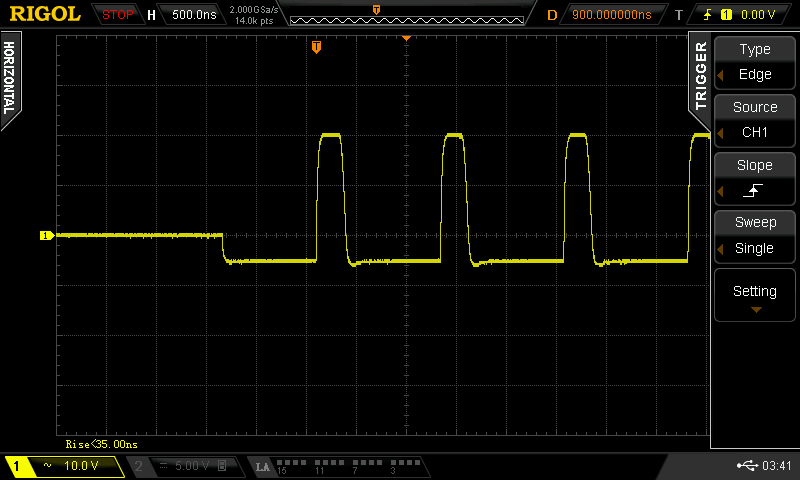 RIGOL STOP H 500.0ns 2.000GSa/s 14.0k pts T D 900.000000ns T 1 0.00 V
HORIZONTAL
T
TRIGGER
Type
Edge
Source
CH1
Slope
Sweep
Single
Setting
1
Rise<35.00ns
1 ~ 10.0 V 2 = 5.00 V B LA 15 11 7 3 03:41